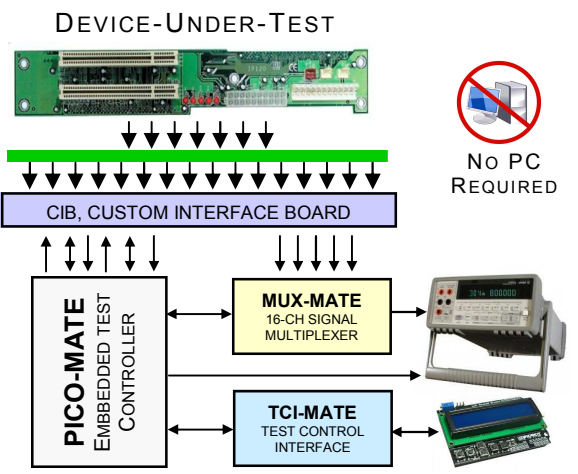 DEVICE-UNDER-TEST
NO PC
REQUIRED
CIB, CUSTOM INTERFACE BOARD
PICO-MATE
EMBBEDDED TEST
CONTROLLER
MUX-MATE
16-CH SIGNAL
MULTIPLEXER
TCI-MATE
TEST CONTROL
INTERFACE